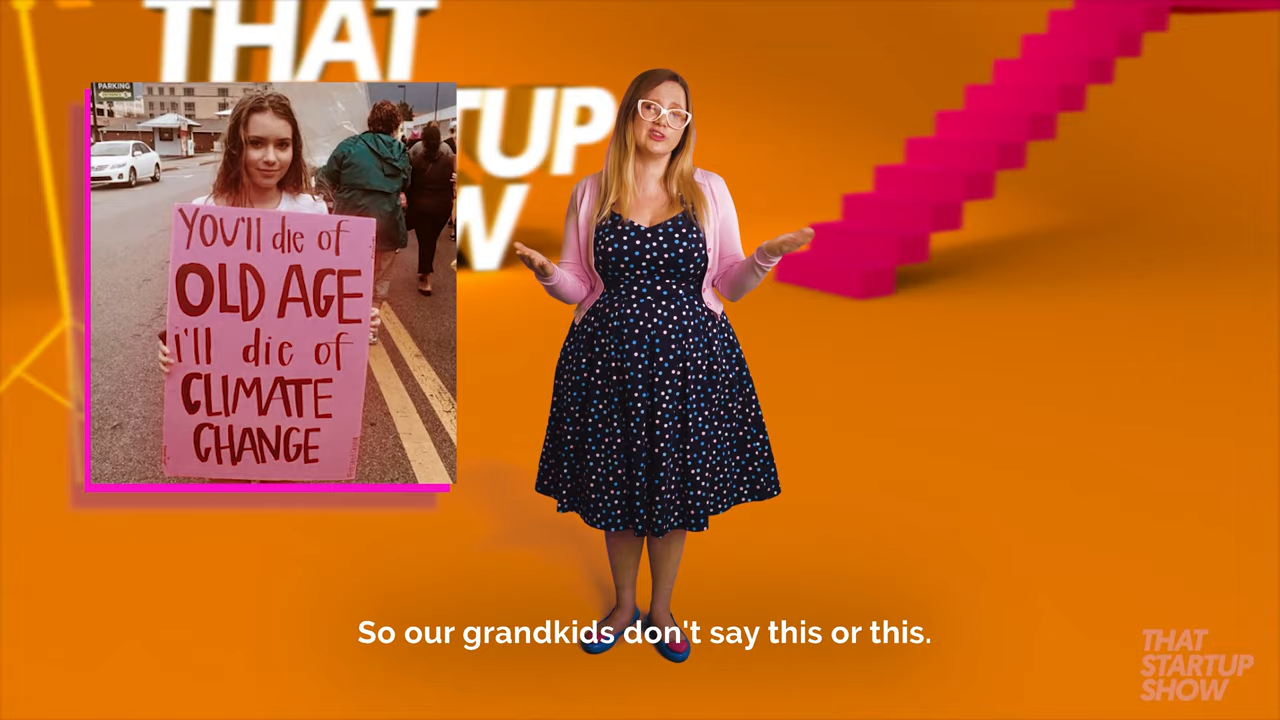 THAT
TUP
W
PARKING
YOU'll die of
OLD AGE
i'll die of
CLIMATE
CHANGE
So our grandkids don't say this or this.
THAT
STARTUP
SHOW